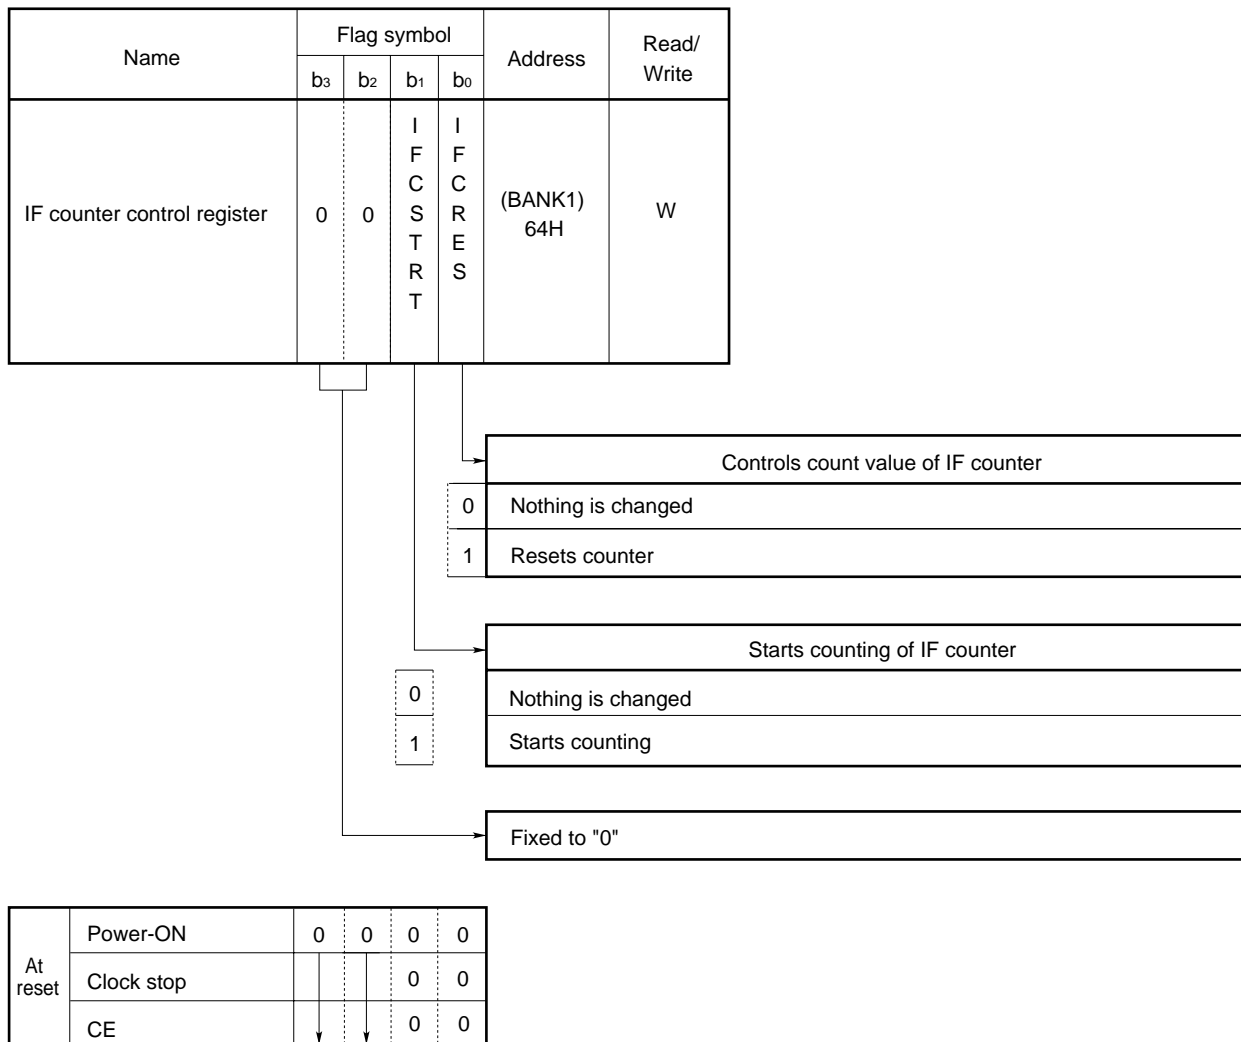 Name
Flag symbol
Address
Read/
Write
b3 b2 b1 b0
IF counter control register
0
0
IFCSTRT
IFCRES
(BANK1)
64H
W
Controls count value of IF counter
0 Nothing is changed
1 Resets counter
Starts counting of IF counter
0 Nothing is changed
1 Starts counting
Fixed to "0"
At
reset
Power-ON 0 0 0 0
Clock stop 0 0
CE 0 0